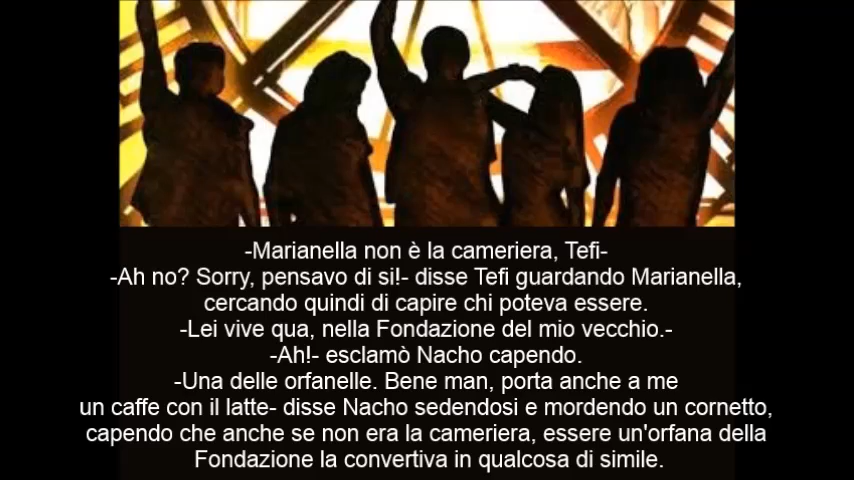 -Marianella non è la cameriera, Tefi-
-Ah no? Sorry, pensavo di si!- disse Tefi guardando Marianella,
cercando quindi di capire chi poteva essere.
-Lei vive qua, nella Fondazione del mio vecchio.-
-Ah!- esclamò Nacho capendo.
-Una delle orfanelle. Bene man, porta anche a me
un caffe con il latte- disse Nacho sedendosi e mordendo un cornetto,
capendo che anche se non era la cameriera, essere un'orfana della
Fondazione la convertiva in qualcosa di simile.